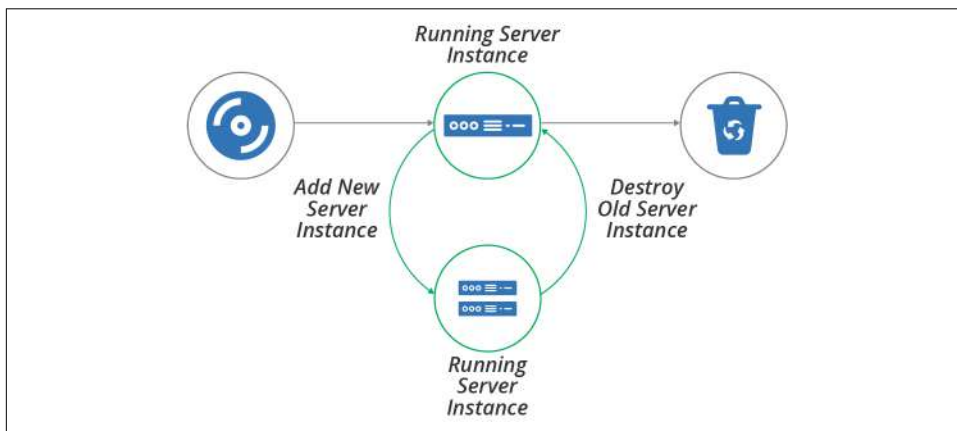 Running Server
Instance
Add New
Server
Instance
Destroy
Old Server
Instance
Running
Server
Instance